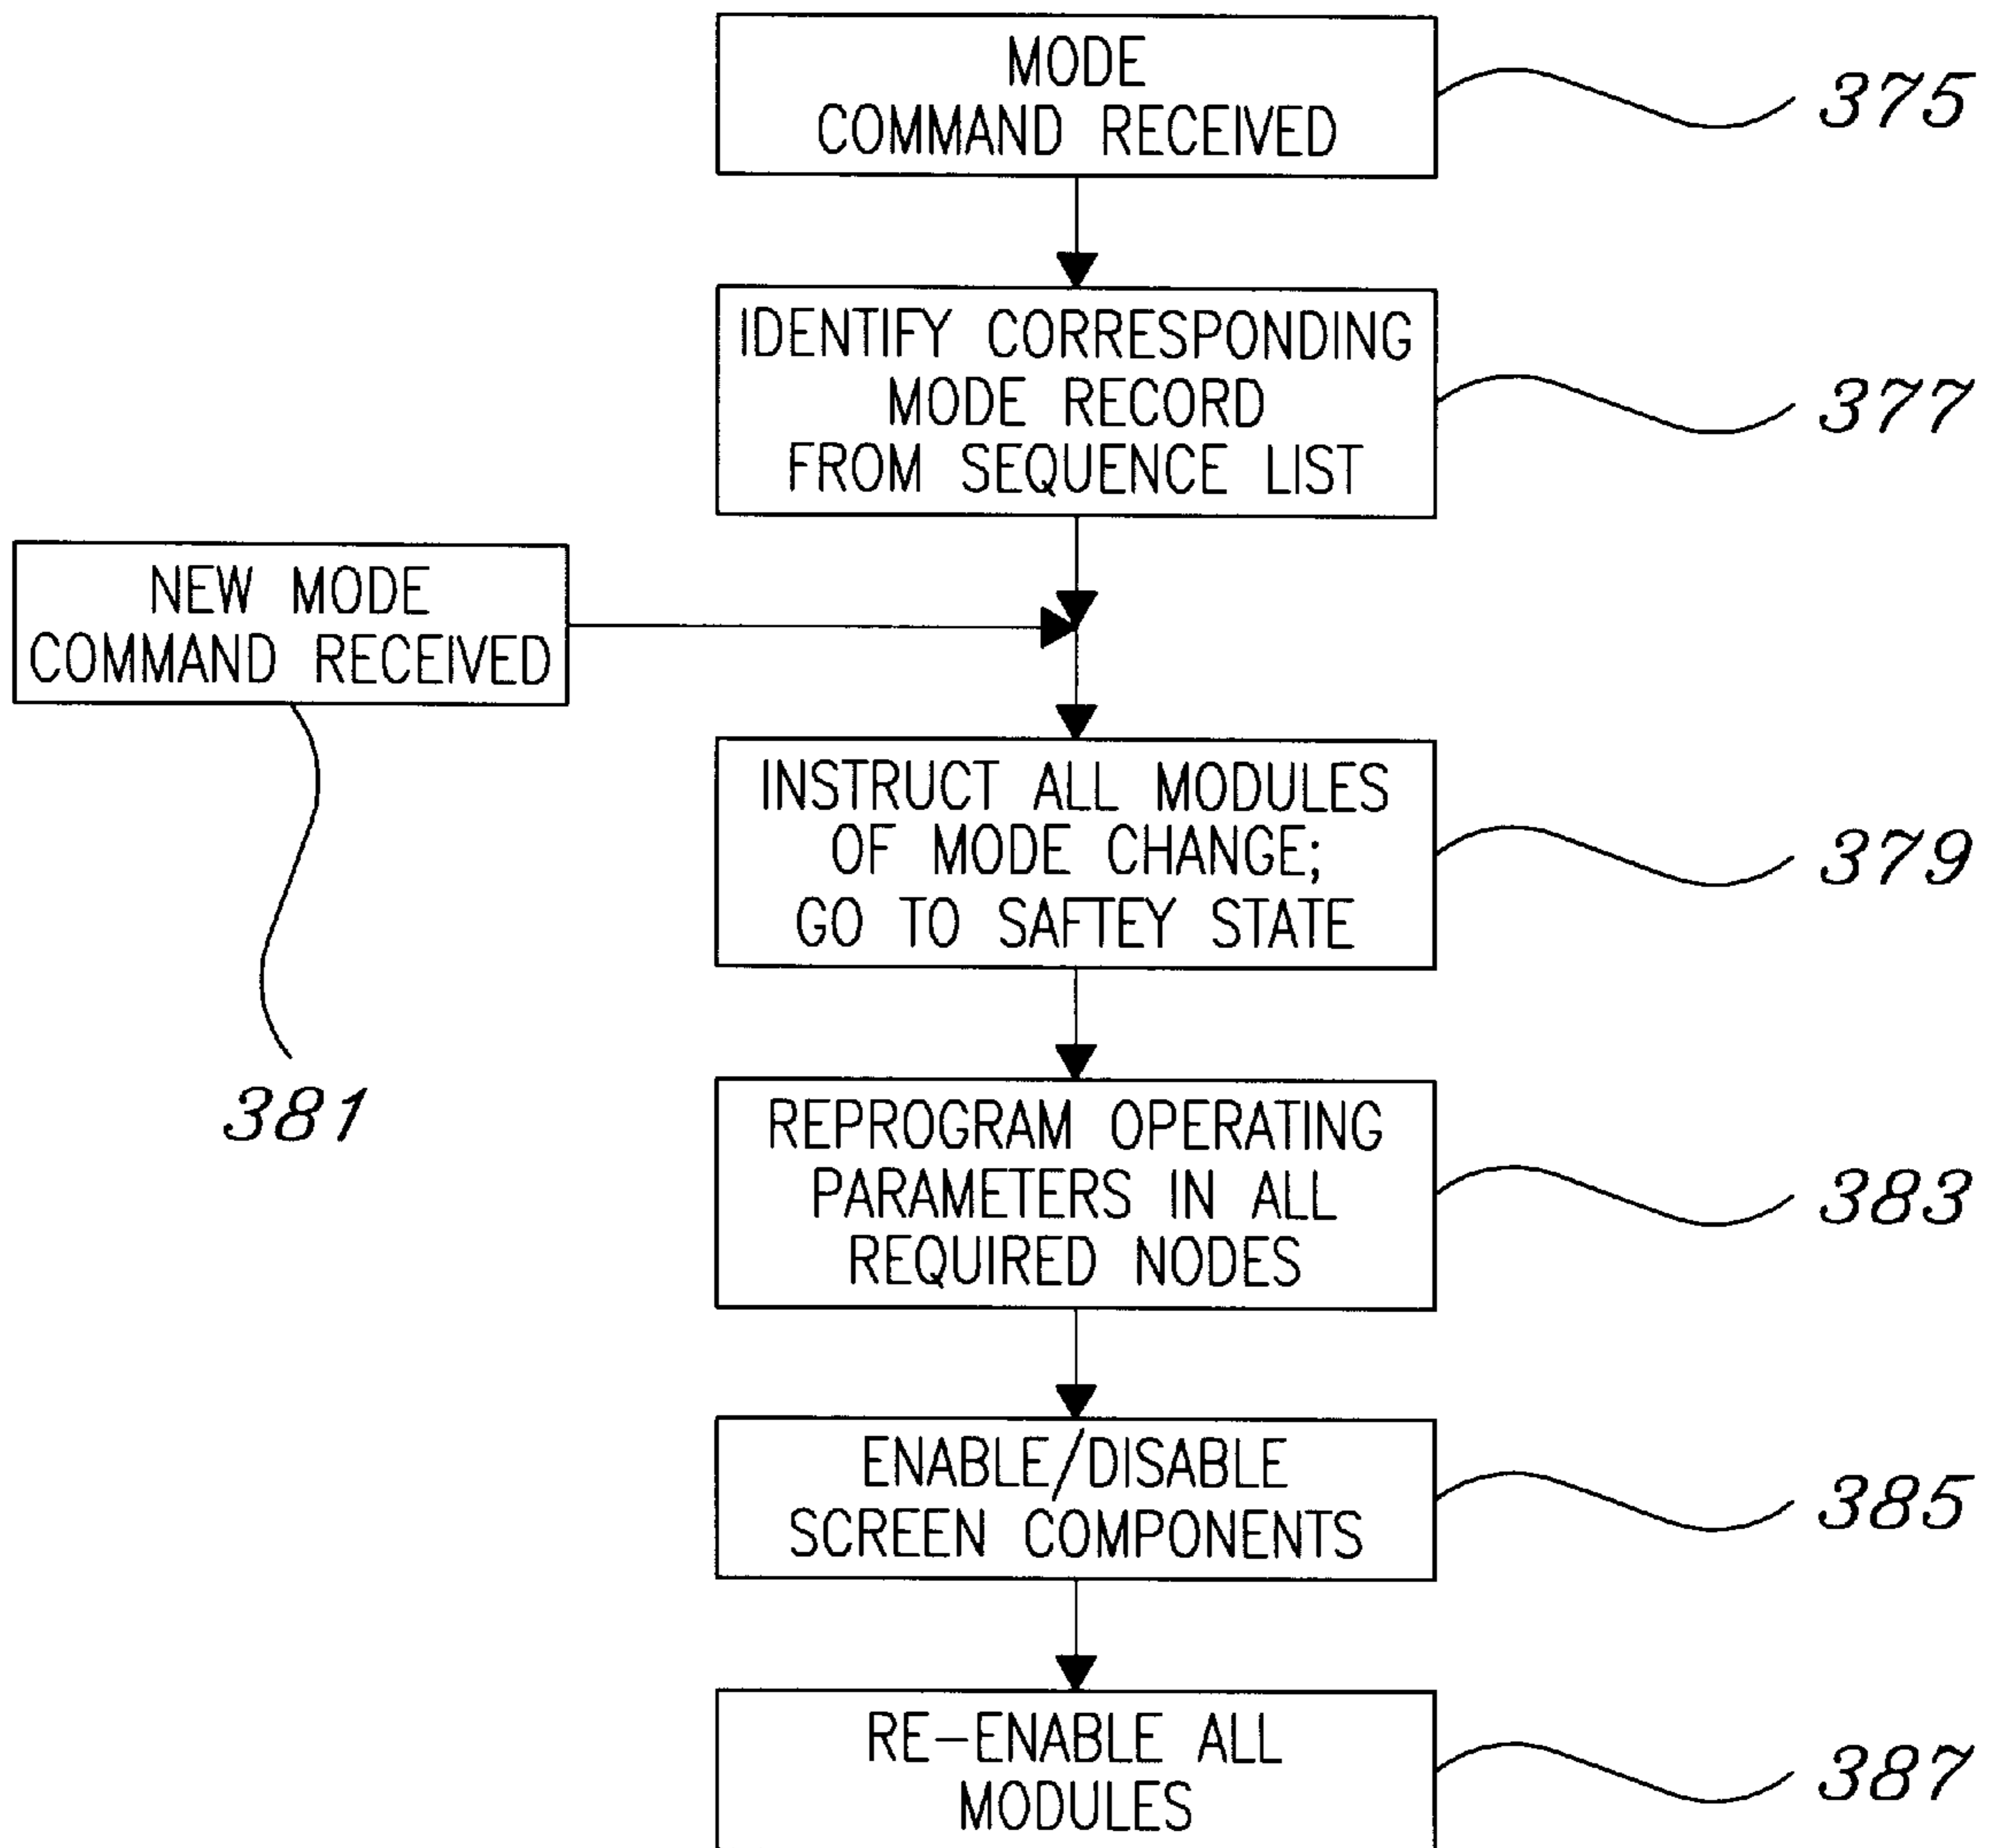 MODE
COMMAND RECEIVED
375
IDENTIFY CORRESPONDING
MODE RECORD
FROM SEQUENCE LIST
377
NEW MODE
COMMAND RECEIVED
381
INSTRUCT ALL MODULES
OF MODE CHANGE;
GO TO SAFTEY STATE
379
REPROGRAM OPERATING
PARAMETERS IN ALL
REQUIRED NODES
383
ENABLE/DISABLE
SCREEN COMPONENTS
385
RE-ENABLE ALL
MODULES
387